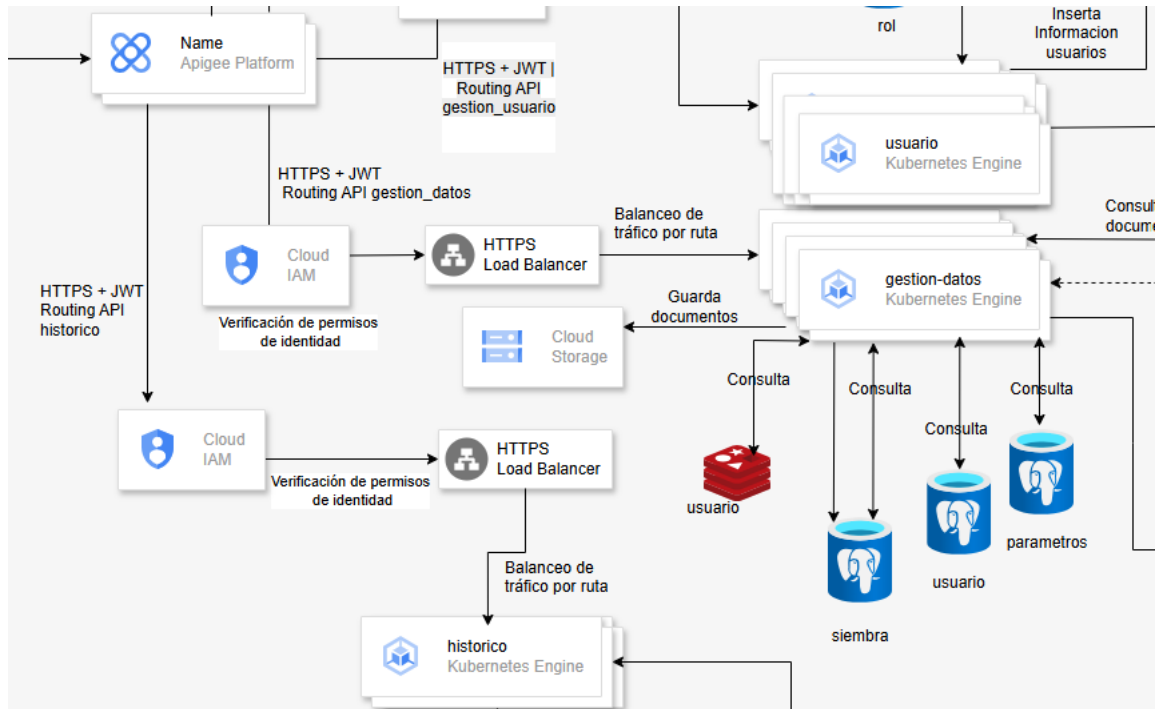 Name
Apigee Platform
HTTPS + JWT |
Routing API
gestion_usuario
rol
Inserta
Informacion
usuarios
usuario
Kubernetes Engine
HTTPS + JWT
Routing API gestion_datos
Cloud
IAM
Verificación de permisos
de identidad
HTTPS
Load Balancer
Balanceo de
tráfico por ruta
gestion-datos
Kubernetes Engine
HTTPS + JWT
Routing API
historico
Cloud
Storage
Guarda
documentos
Consulta
Consulta
Consulta
Consulta
usuario
siembra
usuario
parametros
Cloud
IAM
Verificación de permisos
de identidad
HTTPS
Load Balancer
Balanceo de
tráfico por ruta
historico
Kubernetes Engine